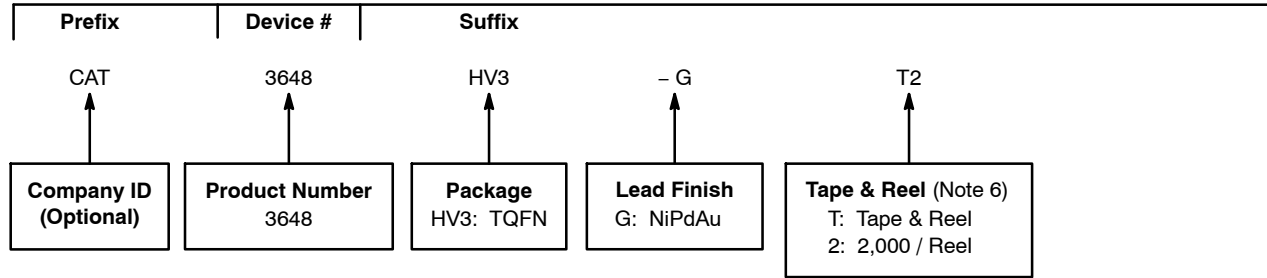 Prefix Device # Suffix
CAT 3648 HV3 – G T2
Company ID
(Optional)
Product Number
3648
Package
HV3: TQFN
Lead Finish
G: NiPdAu
Tape & Reel (Note 6)
T: Tape & Reel
2: 2,000 / Reel